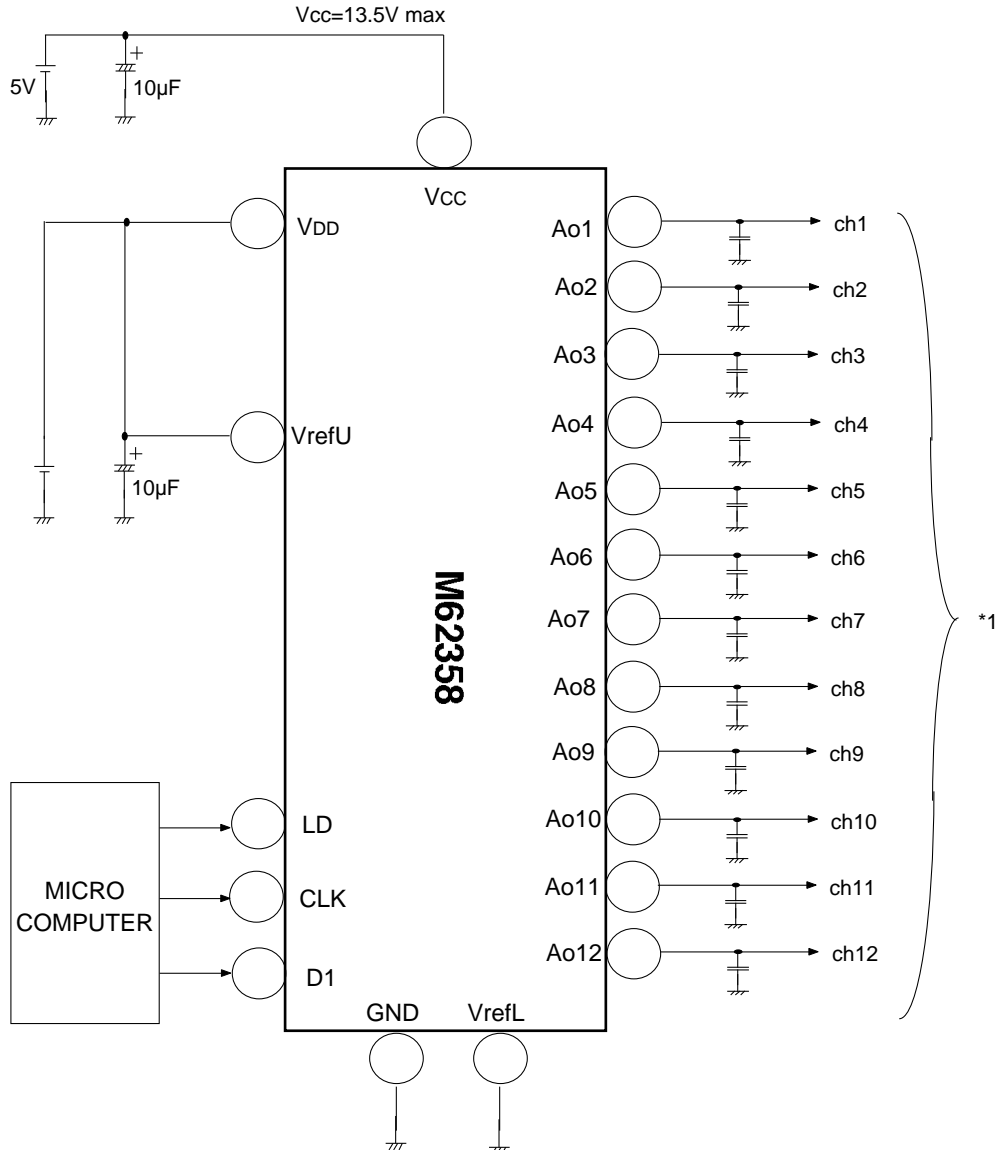 Vcc=13.5V max
5V
+
10µF
VCC
VDD
VrefU
+
10µF
M62358
LD
CLK
D1
MICRO
COMPUTER
GND
VrefL
Ao1
ch1
Ao2
ch2
Ao3
ch3
Ao4
ch4
Ao5
ch5
Ao6
ch6
Ao7
ch7
Ao8
ch8
Ao9
ch9
Ao10
ch10
Ao11
ch11
Ao12
ch12
*1